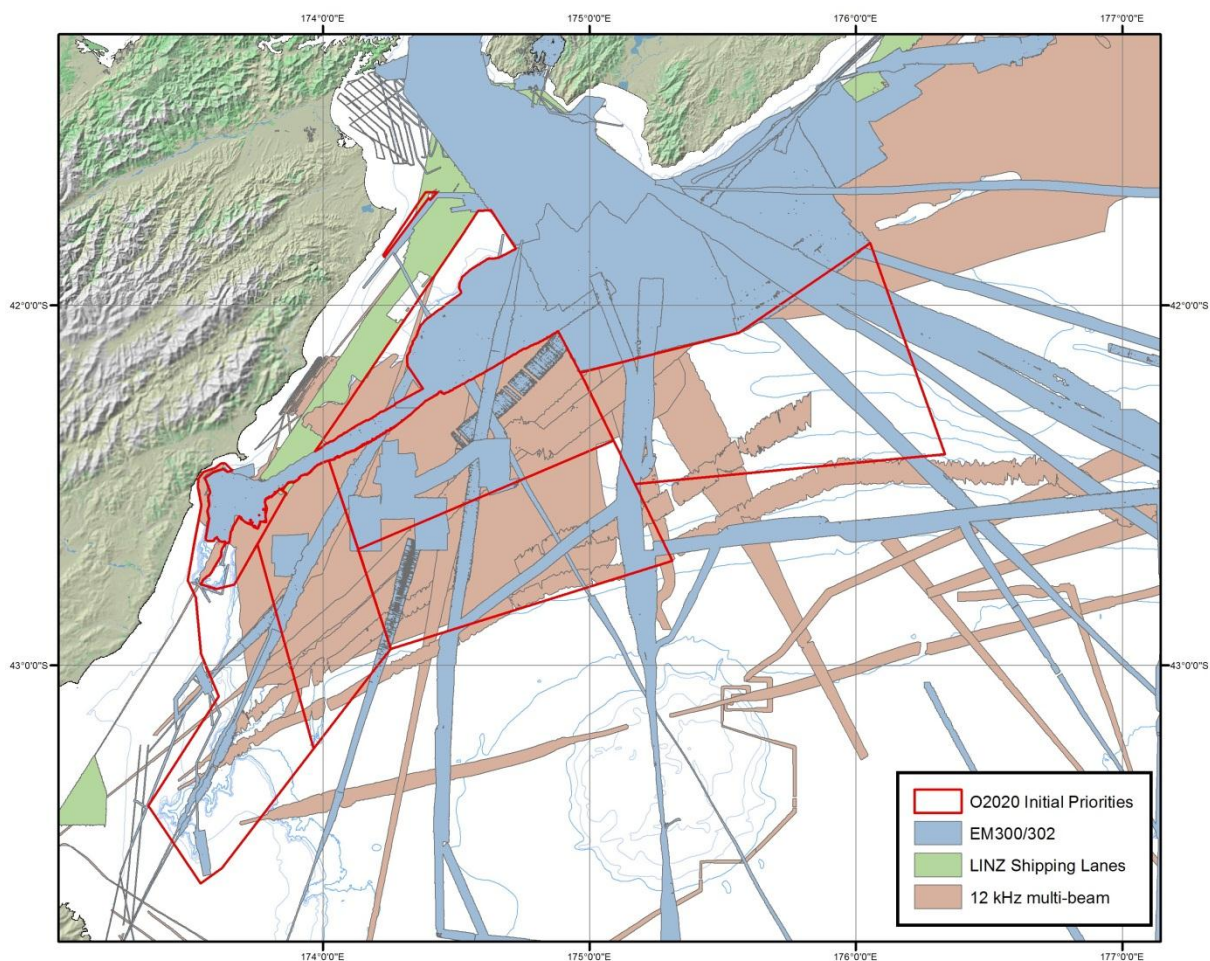 174°0'0"E 175°0'0"E 176°0'0"E 177°0'0"E
42°0'0"S 42°0'0"S
43°0'0"S 43°0'0"S
O2020 Initial Priorities
EM300/302
LINZ Shipping Lanes
12 kHz multi-beam
174°0'0"E 175°0'0"E 176°0'0"E 177°0'0"E